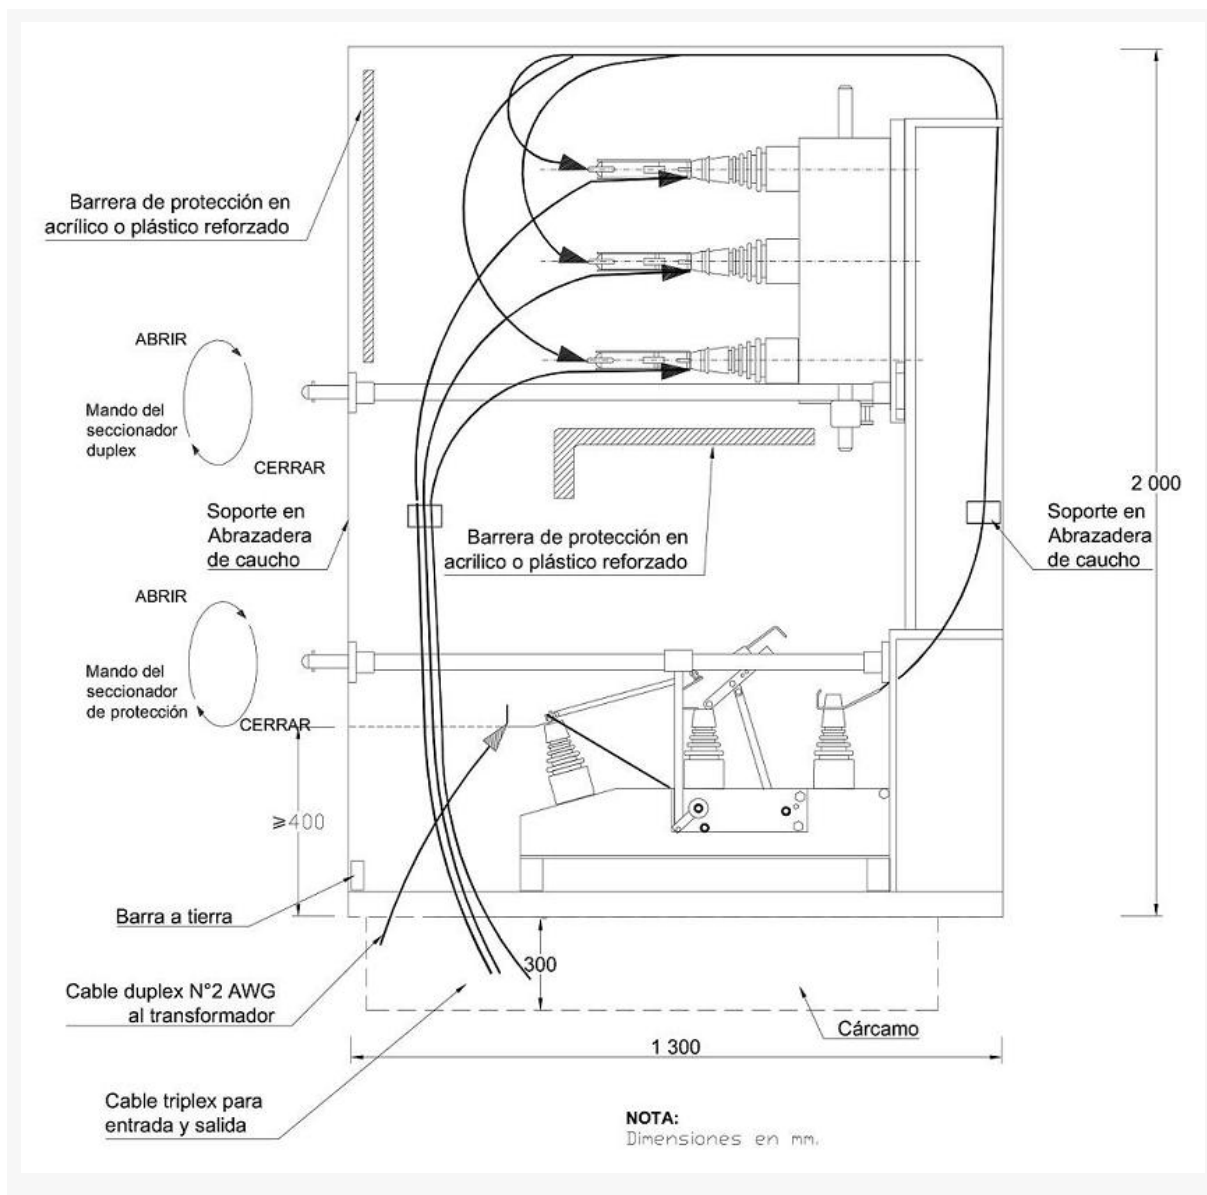 Barrera de protección en
acrílico o plástico reforzado
ABRIR
Mando del
seccionador
duplex
CERRAR
2 000
Soporte en
Abrazadera
de caucho
Barrera de protección en
acrilico o plástico reforzado
Soporte en
Abrazadera
de caucho
ABRIR
Mando del
seccionador
de protección
CERRAR
≥400
Barra a tierra
300
Cable duplex N°2 AWG
al transformador
Cárcamo
1 300
Cable triplex para
entrada y salida
NOTA:
Dimensiones en mm.